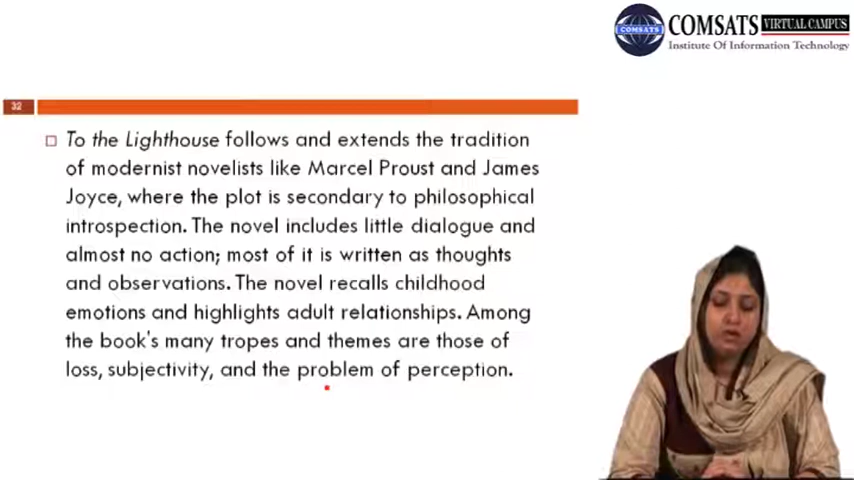 COMSATS
COMSATS VIRTUAL CAMPUS
Institute Of Information Technology
32
To the Lighthouse follows and extends the tradition
of modernist novelists like Marcel Proust and James
Joyce, where the plot is secondary to philosophical
introspection. The novel includes little dialogue and
almost no action; most of it is written as thoughts
and observations. The novel recalls childhood
emotions and highlights adult relationships. Among
the book's many tropes and themes are those of
loss, subjectivity, and the problem of perception.